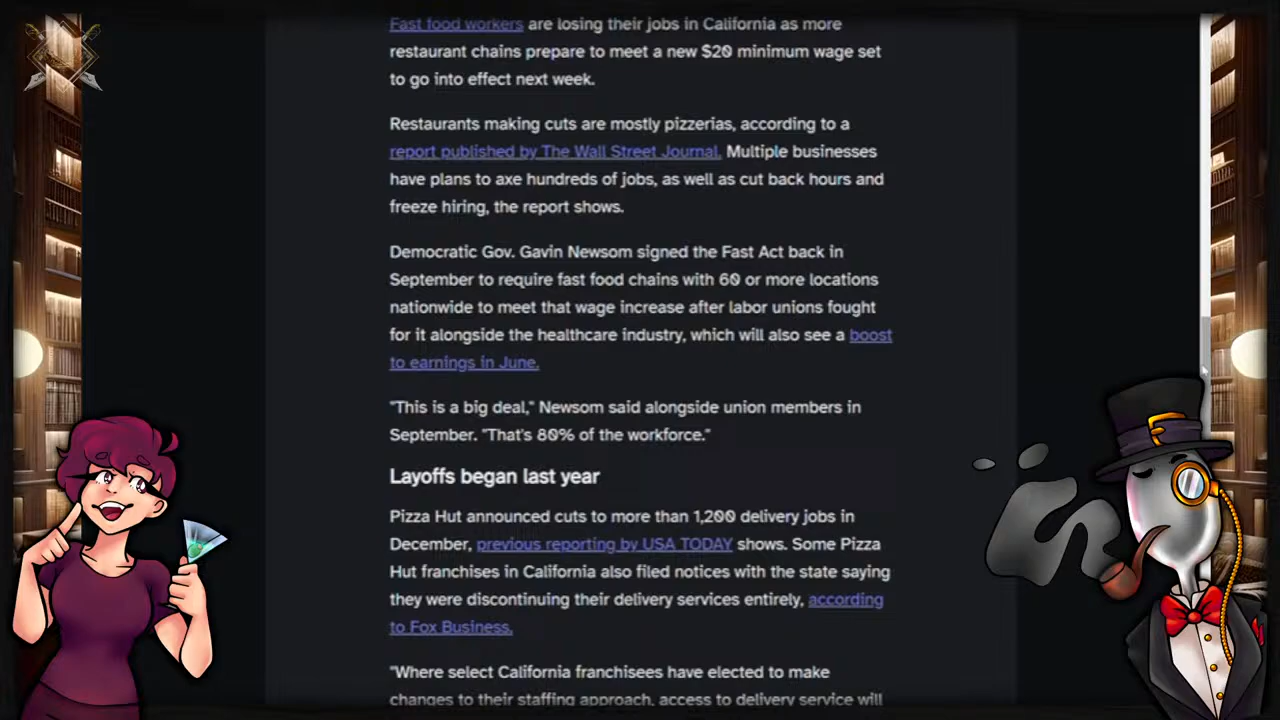 Fast food workers are losing their jobs in California as more
restaurant chains prepare to meet a new $20 minimum wage set
to go into effect next week.
Restaurants making cuts are mostly pizzerias, according to a
report published by The Wall Street Journal. Multiple businesses
have plans to axe hundreds of jobs, as well as cut back hours and
freeze hiring, the report shows.
Democratic Gov. Gavin Newsom signed the Fast Act back in
September to require fast food chains with 60 or more locations
nationwide to meet that wage increase after labor unions fought
for it alongside the healthcare industry, which will also see a boost
to earnings in June.
"This is a big deal," Newsom said alongside union members in
September. "That's 80% of the workforce."
Layoffs began last year
Pizza Hut announced cuts to more than 1,200 delivery jobs in
December, previous reporting by USA TODAY shows. Some Pizza
Hut franchises in California also filed notices with the state saying
they were discontinuing their delivery services entirely, according
to Fox Business.
"Where select California franchisees have elected to make
changes to their staffing approach, access to delivery service will